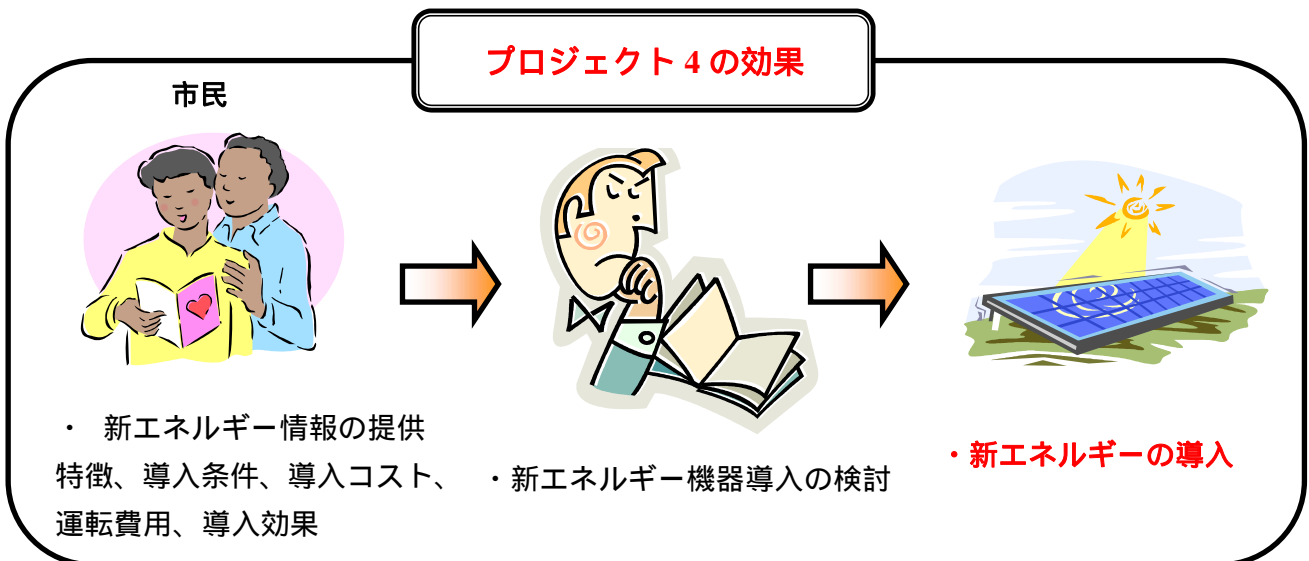 プロジェクト 4 の効果
市民
・ 新エネルギー情報の提供
特徴、導入条件、導入コスト、
運転費用、導入効果
・新エネルギー機器導入の検討
・新エネルギーの導入